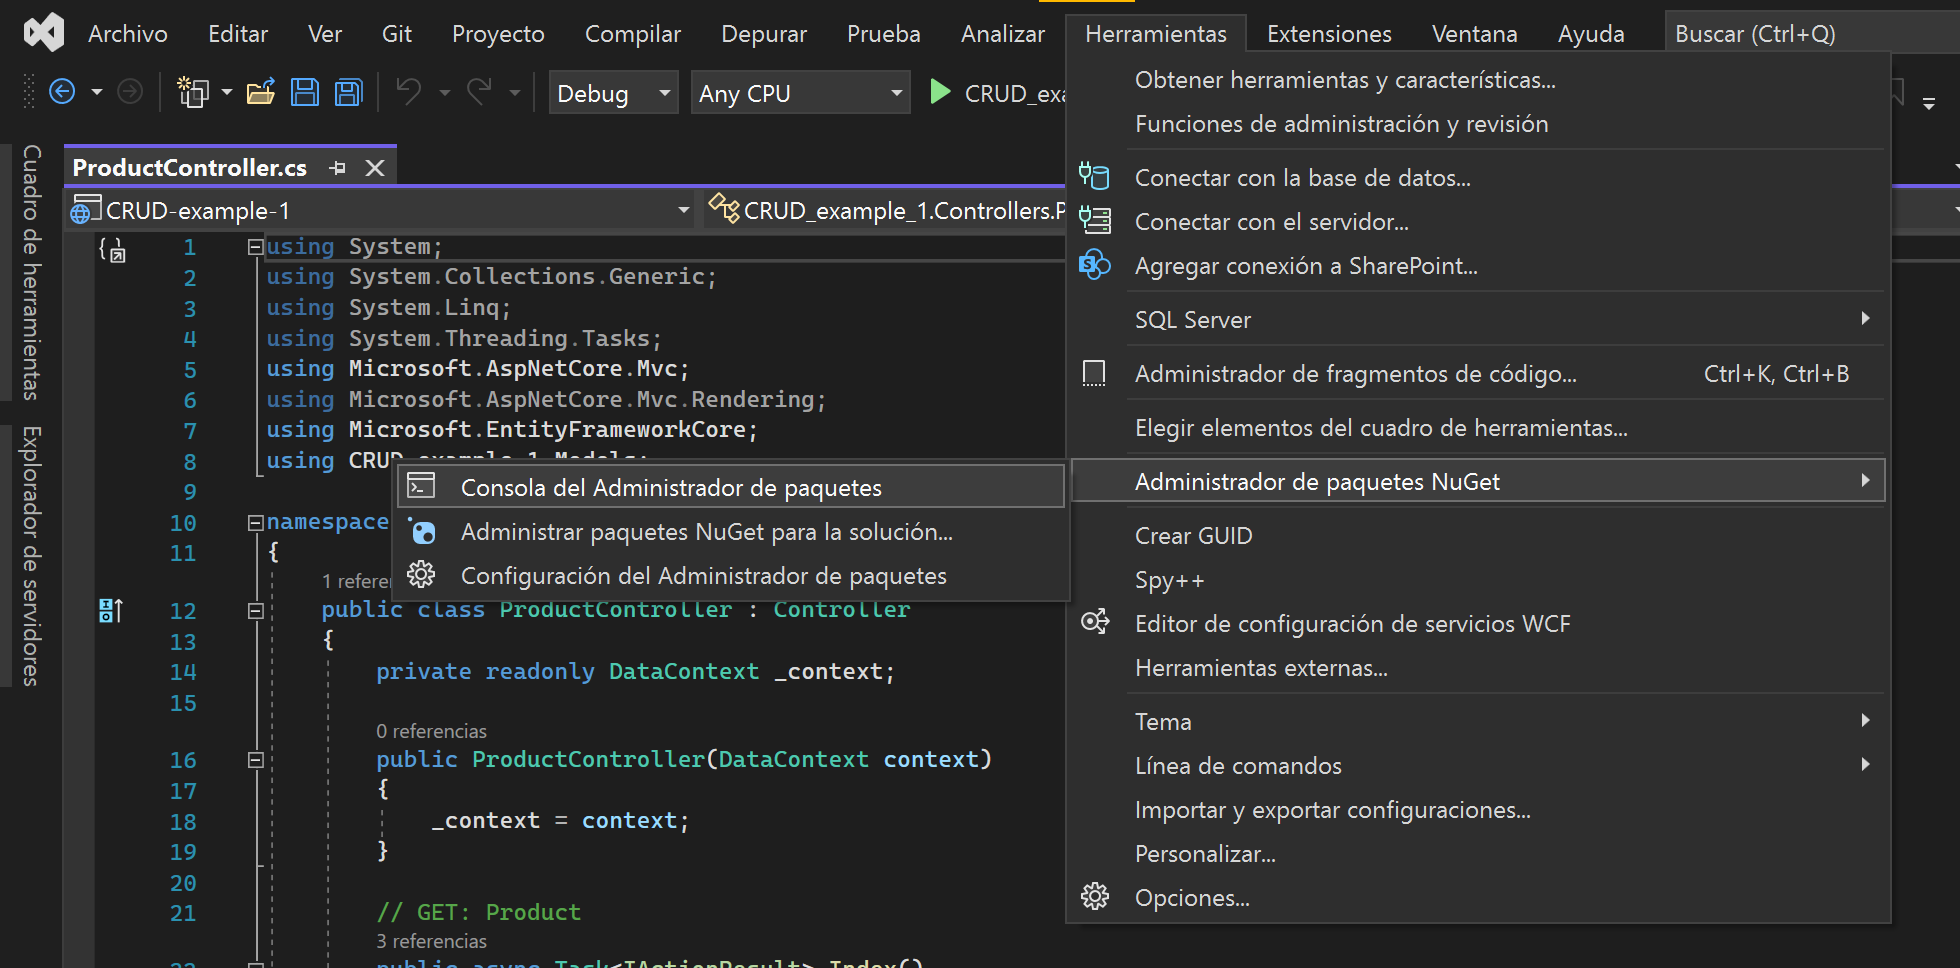 Archivo Editar Ver Git Proyecto Compilar Depurar Prueba Analizar Herramientas Extensiones Ventana Ayuda Buscar (Ctrl+Q)
Debug Any CPU CRUD_exa
Cuadro de herramientas
Explorador de servidores
ProductController.cs
CRUD-example-1 CRUD_example_1.Controllers.P
1 using System;
2 using System.Collections.Generic;
3 using System.Linq;
4 using System.Threading.Tasks;
5 using Microsoft.AspNetCore.Mvc;
6 using Microsoft.AspNetCore.Mvc.Rendering;
7 using Microsoft.EntityFrameworkCore;
8 using CRUD_example_1.Models;
9
10 namespace
11 {
1 refere
12 public class ProductController : Controller
13 {
14 private readonly DataContext _context;
15
0 referencias
16 public ProductController(DataContext context)
17 {
18 _context = context;
19 }
20
21 // GET: Product
3 referencias
22 public async Task<IActionResult> Index()
Obtener herramientas y características...
Funciones de administración y revisión
Conectar con la base de datos...
Conectar con el servidor...
Agregar conexión a SharePoint...
SQL Server
Administrador de fragmentos de código... Ctrl+K, Ctrl+B
Elegir elementos del cuadro de herramientas...
Administrador de paquetes NuGet
Crear GUID
Spy++
Editor de configuración de servicios WCF
Herramientas externas...
Tema
Línea de comandos
Importar y exportar configuraciones...
Personalizar...
Opciones...
Consola del Administrador de paquetes
Administrar paquetes NuGet para la solución...
Configuración del Administrador de paquetes